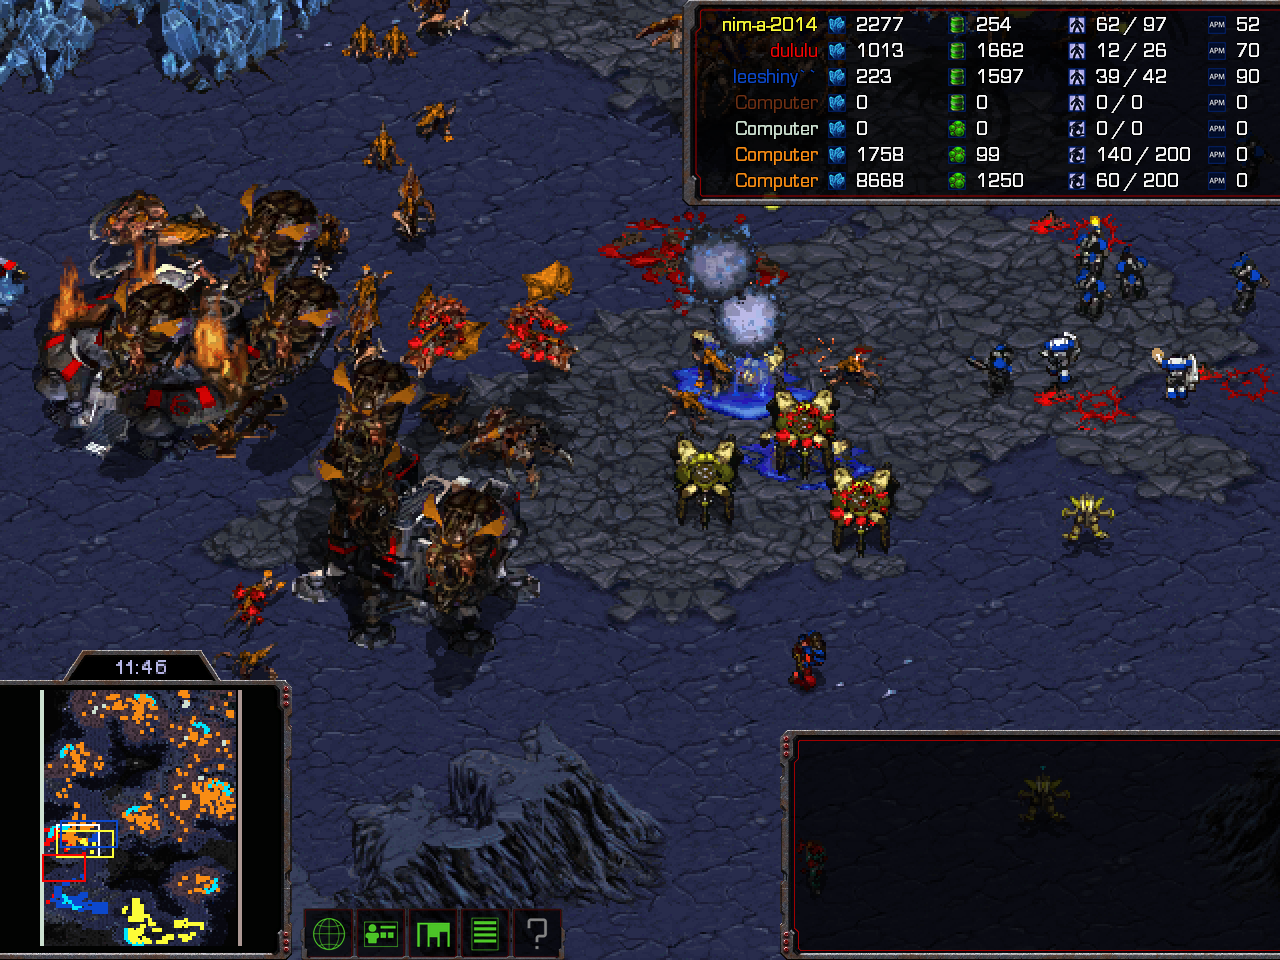 nim-a-2014 2277 254 62 / 97 APM 52
dululu 1013 1662 12 / 26 APM 70
leeshiny 223 1597 39 / 42 APM 90
Computer 0 0 0 / 0 APM 0
Computer 0 0 0 / 0 APM 0
Computer 1758 99 140 / 200 APM 0
Computer 8668 1250 60 / 200 APM 0
11:46
?